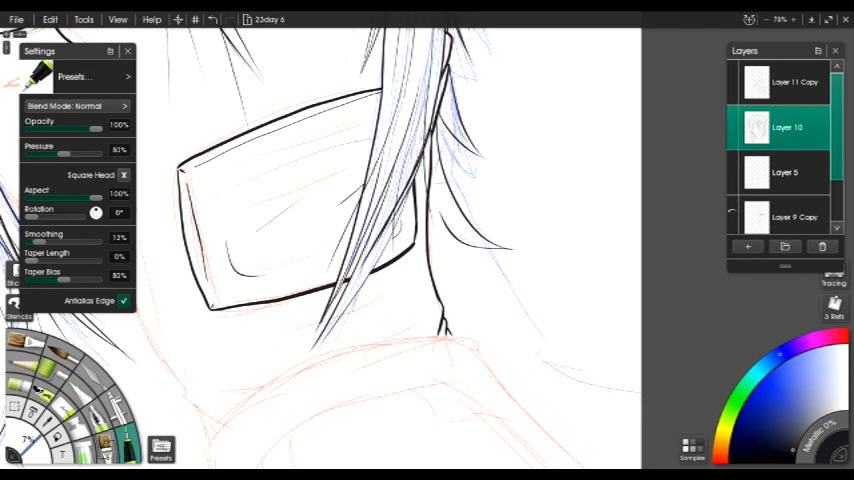 File Edit Tools View Help 23day 6 78%
Settings
Presets...
Blend Mode: Normal
Opacity 100%
Pressure 50%
Square Head X
Aspect 100%
Rotation 0°
Smoothing 12%
Taper Length 0%
Taper Bias 50%
Antialias Edge
Stencils
7%
T
Presets
Layers
Layer 11 Copy
Layer 10
Layer 5
Layer 9 Copy
Tracing
3 Refs
Metallic 0%
Samples